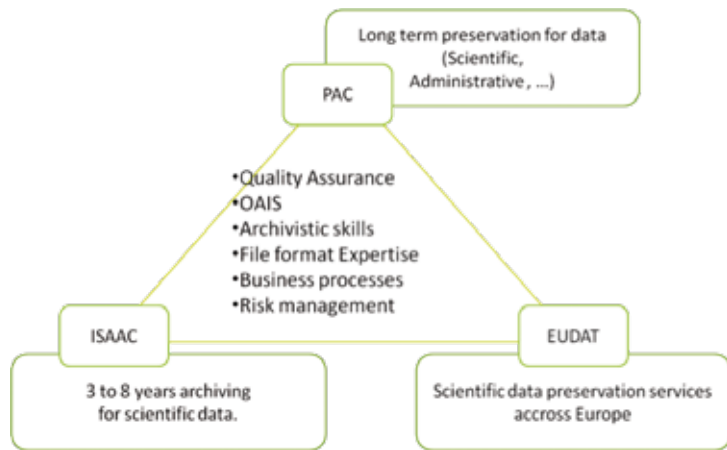 Long term preservation for data
(Scientific,
Administrative , ...)
PAC
•Quality Assurance
•OAIS
•Archivistic skills
•File format Expertise
•Business processes
•Risk management
ISAAC
3 to 8 years archiving
for scientific data.
EUDAT
Scientific data preservation services
accross Europe